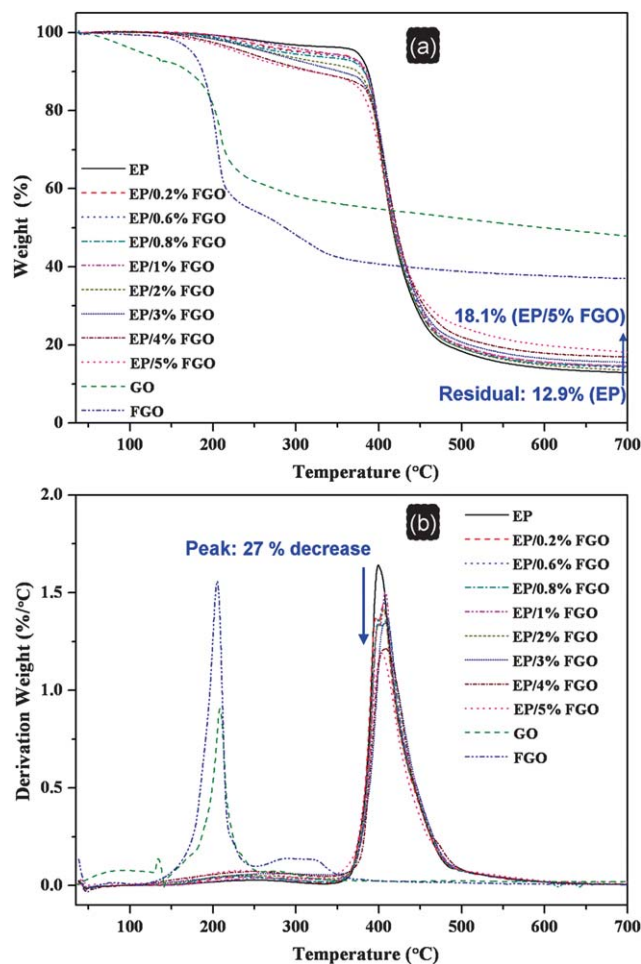 (a)
100
80
60
40
20
0
Weight (%)
EP
EP/0.2% FGO
EP/0.6% FGO
EP/0.8% FGO
EP/1% FGO
EP/2% FGO
EP/3% FGO
EP/4% FGO
EP/5% FGO
GO
FGO
18.1% (EP/5% FGO)
Residual: 12.9% (EP)
100 200 300 400 500 600 700
Temperature (°C)
(b)
2.0
1.5
1.0
0.5
0.0
Derivation Weight (%/°C)
Peak: 27 % decrease
EP
EP/0.2% FGO
EP/0.6% FGO
EP/0.8% FGO
EP/1% FGO
EP/2% FGO
EP/3% FGO
EP/4% FGO
EP/5% FGO
GO
FGO
100 200 300 400 500 600 700
Temperature (°C)